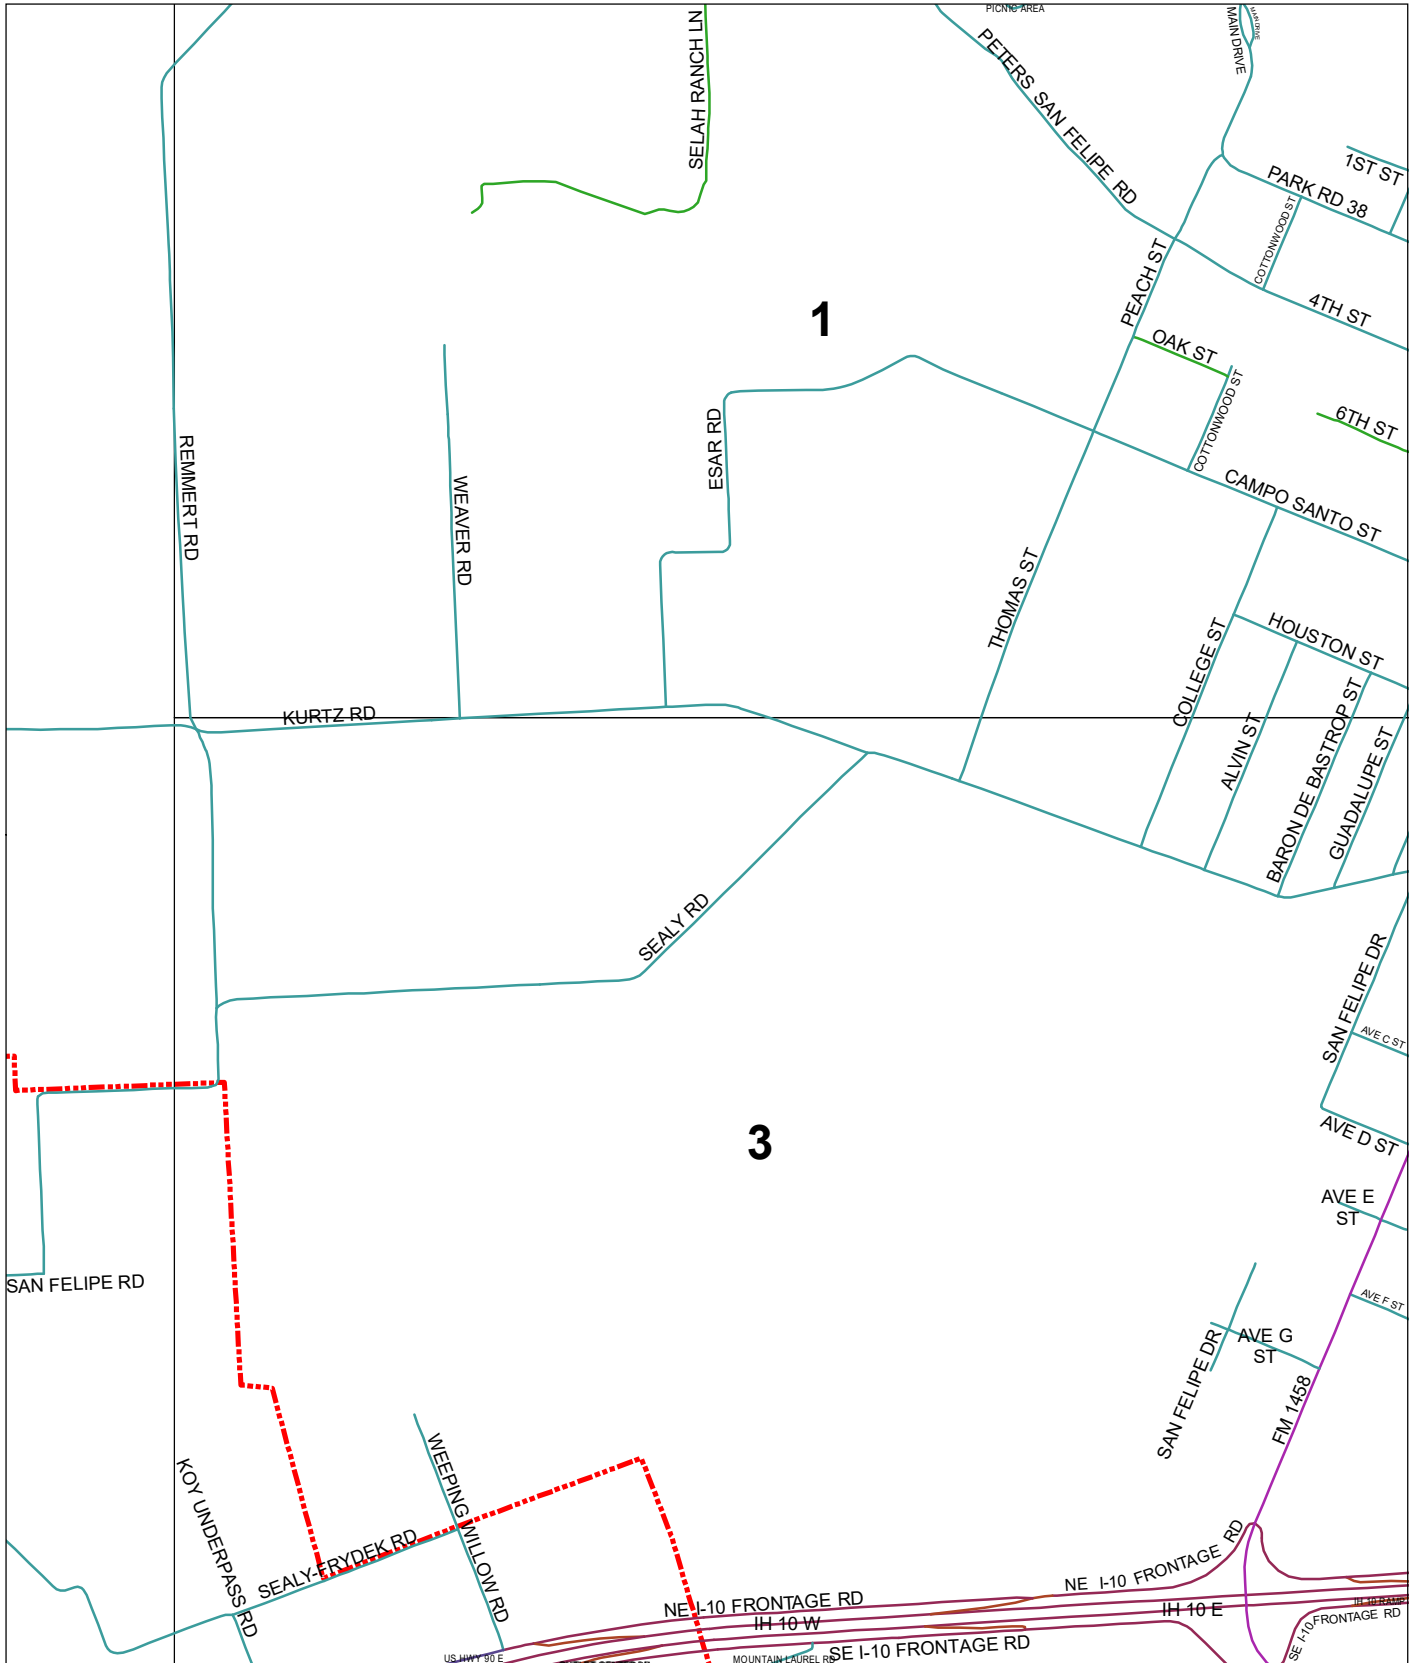 PICNIC AREA
MAIN DRIVE
MAIN DRIVE
SELAH RANCH LN
PETERS SAN FELIPE RD
1ST ST
PARK RD 38
COTTONWOOD ST
PEACH ST
4TH ST
1
OAK ST
COTTONWOOD ST
6TH ST
REMMERT RD
WEAVER RD
ESAR RD
CAMPO SANTO ST
THOMAS ST
HOUSTON ST
COLLEGE ST
KURTZ RD
ALVIN ST
BARON DE BASTROP ST
GUADALUPE ST
SEALY RD
SAN FELIPE DR
AVE C ST
AVE D ST
3
AVE E
ST
SAN FELIPE RD
AVE F ST
AVE G
ST
SAN FELIPE DR
FM 1458
KOY UNDERPASS RD
WEEPING WILLOW RD
SEALY-FRYDEK RD
NE I-10 FRONTAGE RD
NE I-10 FRONTAGE RD
IH 10 W
IH 10 E
IH 10 RAMP
SE I-10 FRONTAGE RD
SE I-10 FRONTAGE RD
US HWY 90 E
MOUNTAIN LAUREL RD